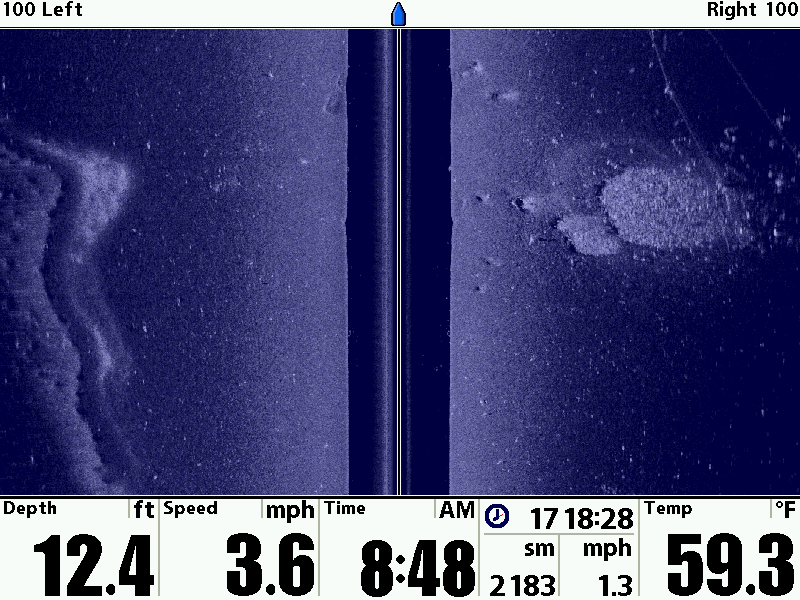 100 Left
Right 100
Depth ft
12.4
Speed mph
3.6
Time AM
8:48
17 18:28
sm mph
2183 1.3
Temp °F
59.3